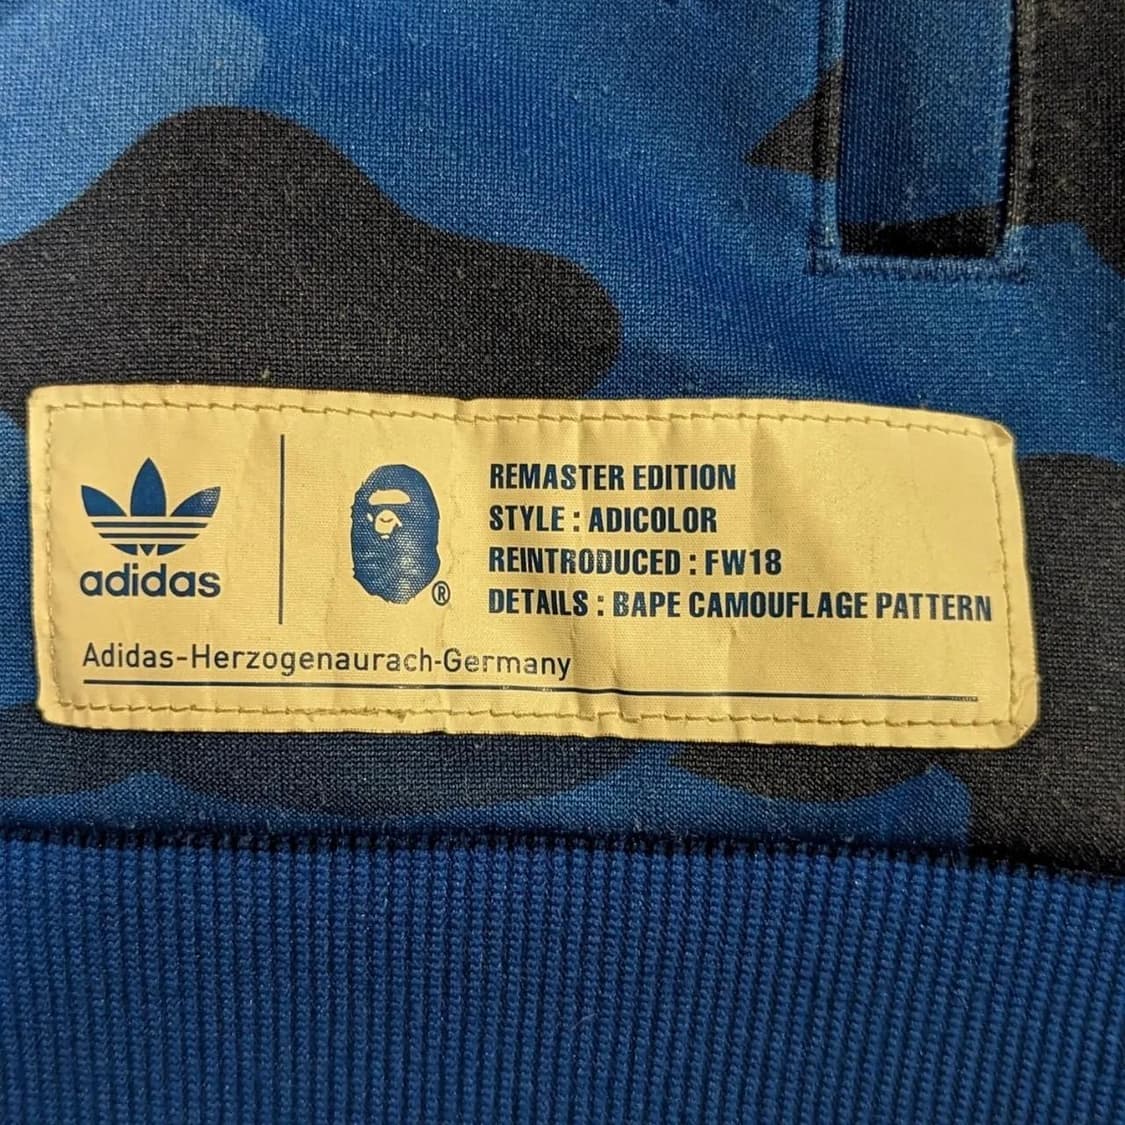 adidas
®
REMASTER EDITION
STYLE : ADICOLOR
REINTRODUCED : FW18
DETAILS : BAPE CAMOUFLAGE PATTERN
Adidas-Herzogenaurach-Germany